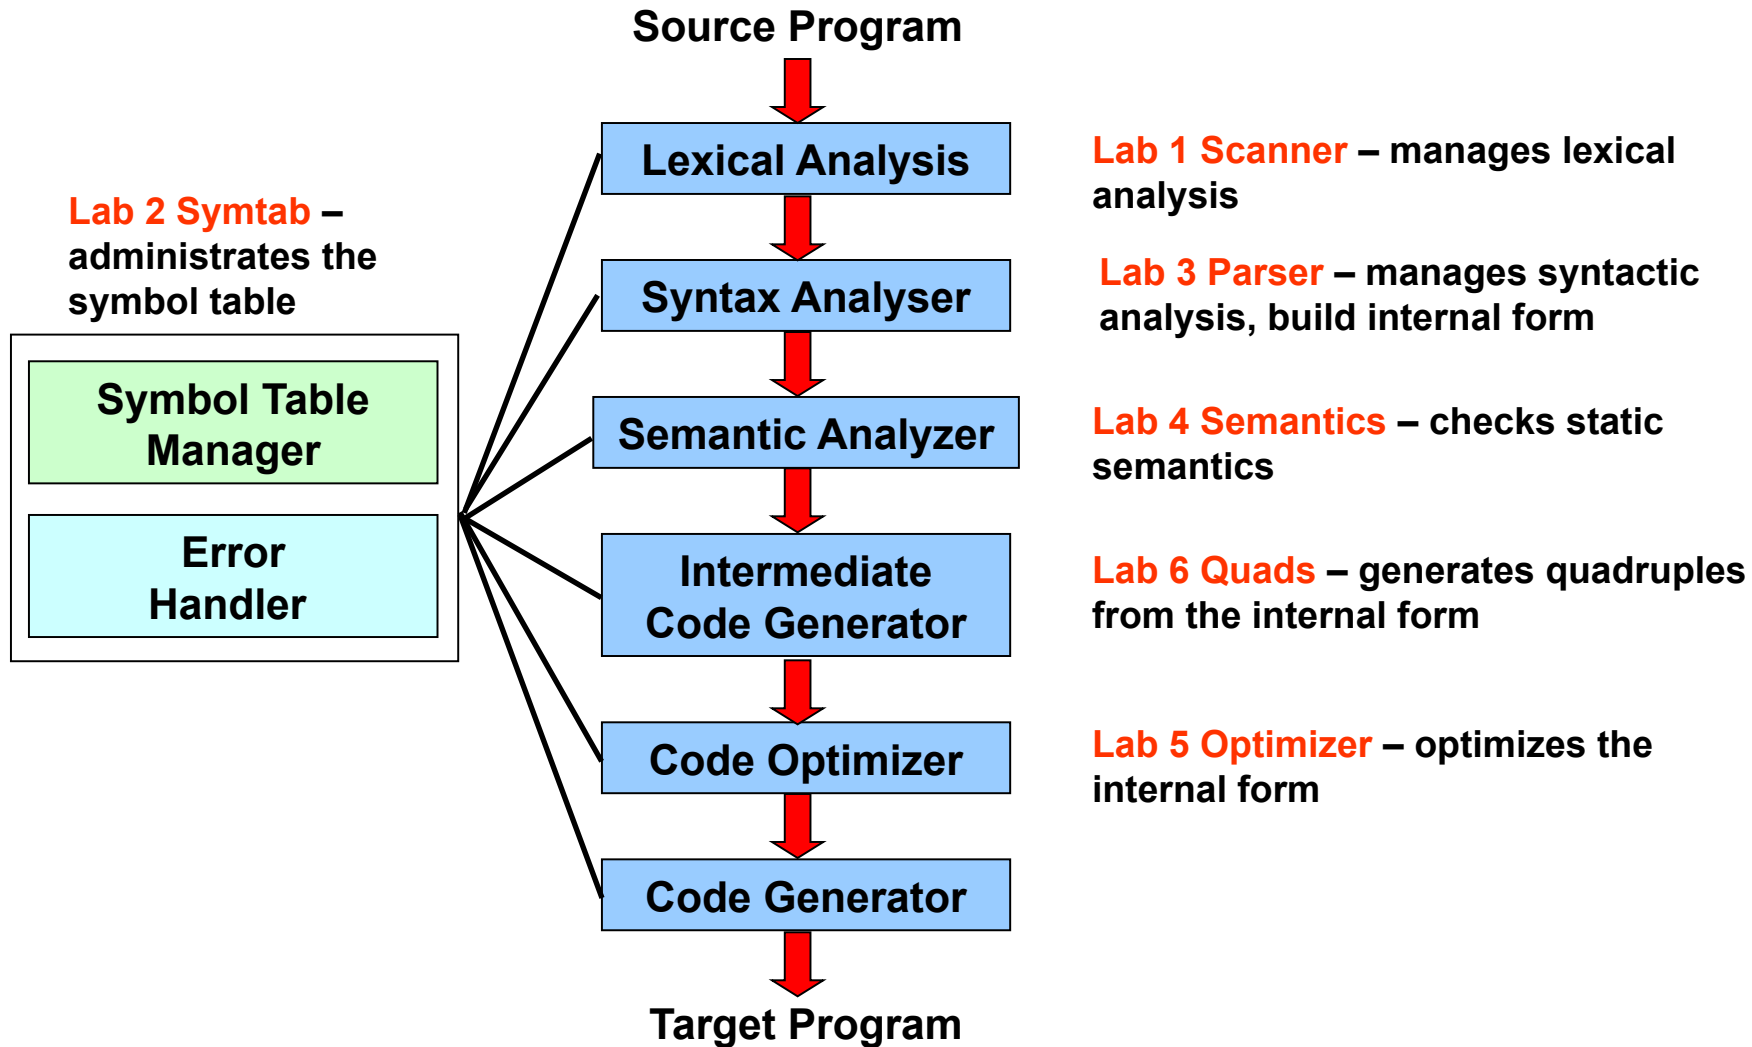 Source Program
Lexical Analysis
Lab 1 Scanner – manages lexical
analysis
Lab 2 Symtab –
administrates the
symbol table
Syntax Analyser
Lab 3 Parser – manages syntactic
analysis, build internal form
Symbol Table
Manager
Semantic Analyzer
Lab 4 Semantics – checks static
semantics
Error
Handler
Intermediate
Code Generator
Lab 6 Quads – generates quadruples
from the internal form
Code Optimizer
Lab 5 Optimizer – optimizes the
internal form
Code Generator
Target Program